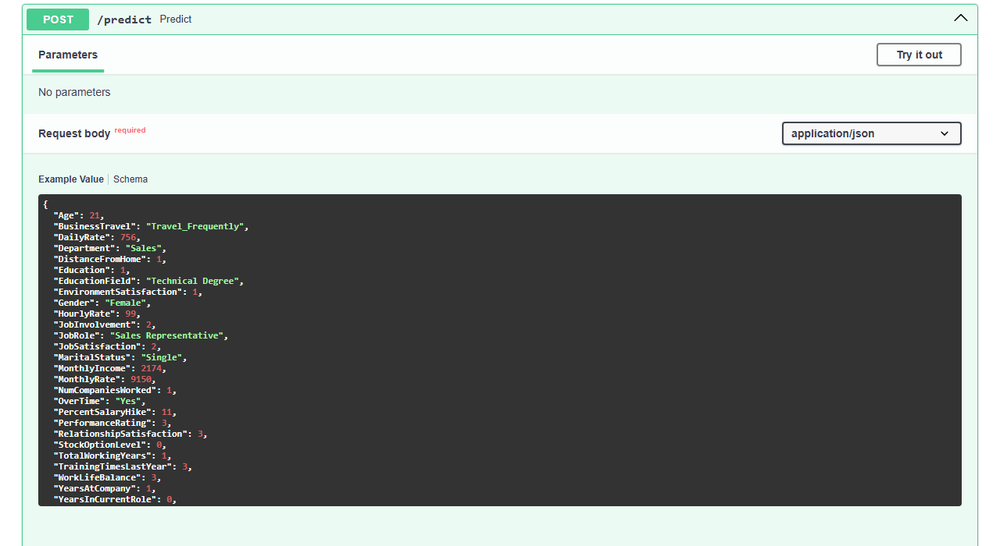 POST /predict Predict
Parameters
Try it out
No parameters
Request body required
application/json
Example Value Schema
{
"Age": 21,
"BusinessTravel": "Travel_Frequently",
"DailyRate": 756,
"Department": "Sales",
"DistanceFromHome": 1,
"Education": 1,
"EducationField": "Technical Degree",
"EnvironmentSatisfaction": 1,
"Gender": "Female",
"HourlyRate": 99,
"JobInvolvement": 2,
"JobRole": "Sales Representative",
"JobSatisfaction": 2,
"MaritalStatus": "Single",
"MonthlyIncome": 2174,
"MonthlyRate": 9150,
"NumCompaniesWorked": 1,
"OverTime": "Yes",
"PercentSalaryHike": 11,
"PerformanceRating": 3,
"RelationshipSatisfaction": 3,
"StockOptionLevel": 0,
"TotalWorkingYears": 1,
"TrainingTimesLastYear": 3,
"WorkLifeBalance": 3,
"YearsAtCompany": 1,
"YearsInCurrentRole": 0,